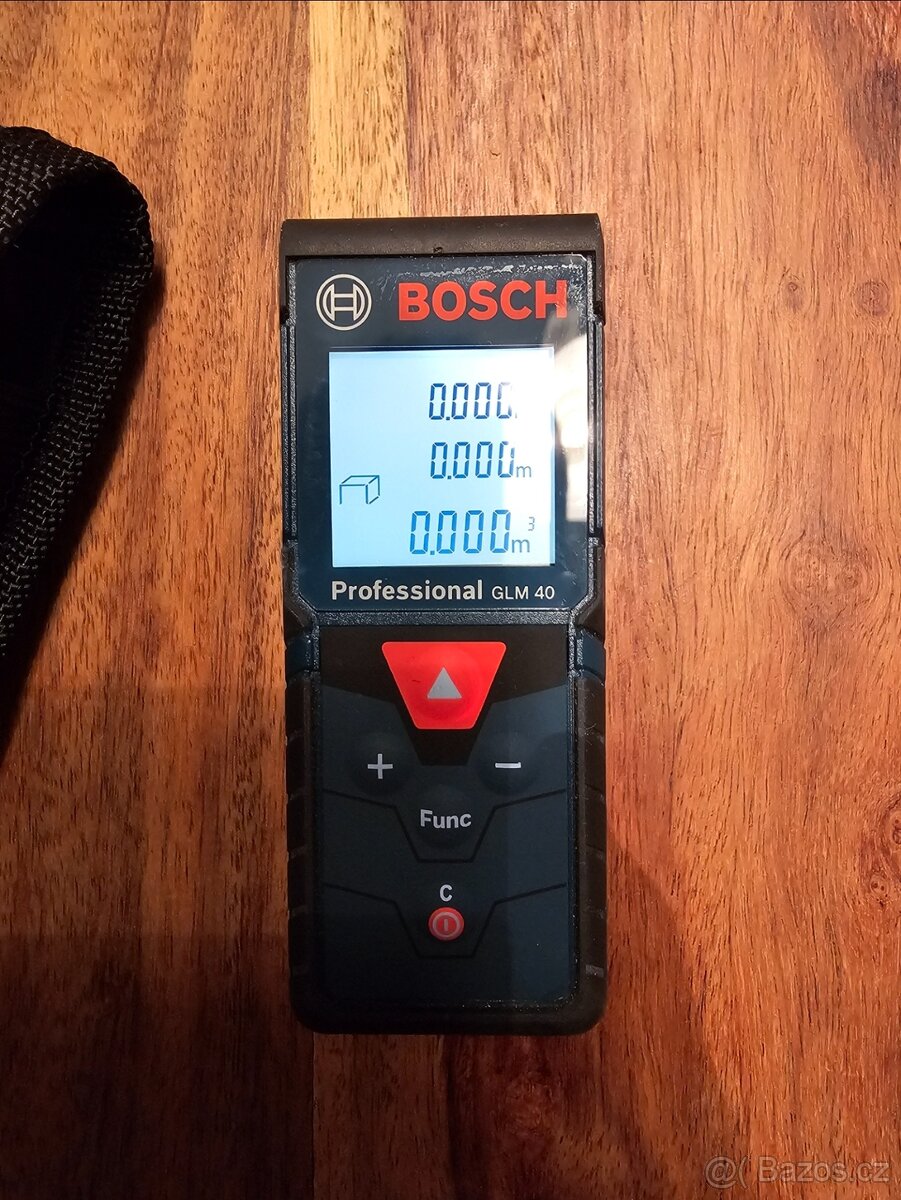 BOSCH
0.000
0.000m
0.000m³
Professional GLM 40
+ −
Func
C
@( Bazos.cz